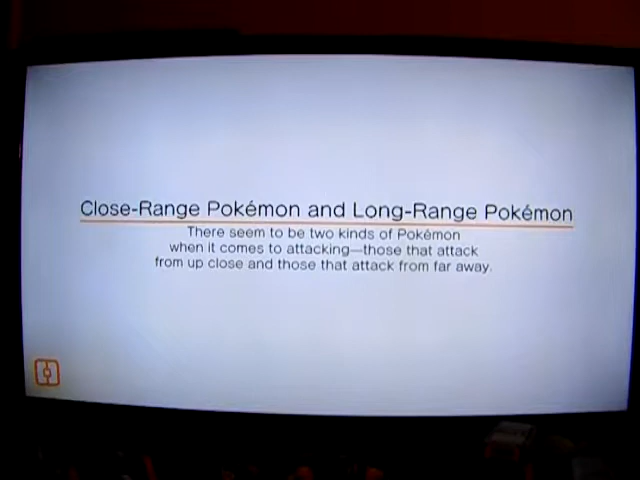 Close-Range Pokémon and Long-Range Pokémon
There seem to be two kinds of Pokémon
when it comes to attacking—those that attack
from up close and those that attack from far away.